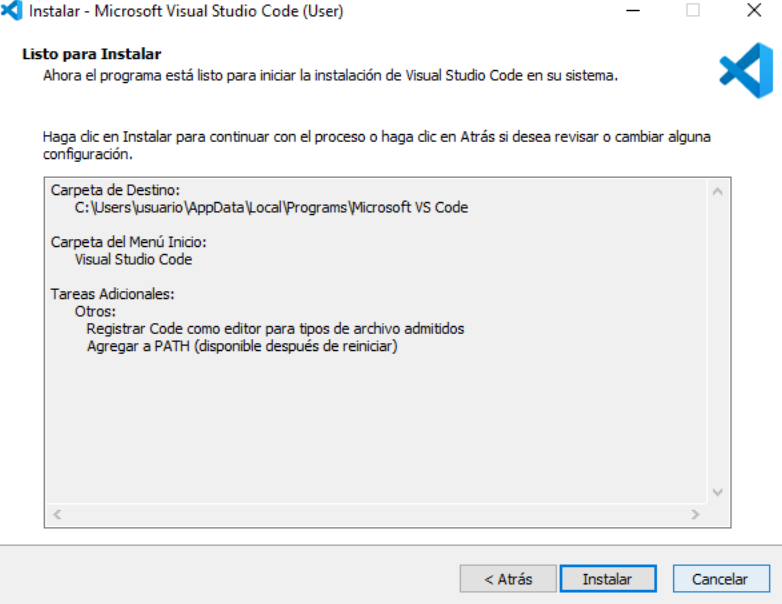 Instalar - Microsoft Visual Studio Code (User)
Listo para Instalar
Ahora el programa está listo para iniciar la instalación de Visual Studio Code en su sistema.
Haga clic en Instalar para continuar con el proceso o haga clic en Atrás si desea revisar o cambiar alguna
configuración.
Carpeta de Destino:
C:\Users\usuario\AppData\Local\Programs\Microsoft VS Code
Carpeta del Menú Inicio:
Visual Studio Code
Tareas Adicionales:
Otros:
Registrar Code como editor para tipos de archivo admitidos
Agregar a PATH (disponible después de reiniciar)
< Atrás Instalar Cancelar